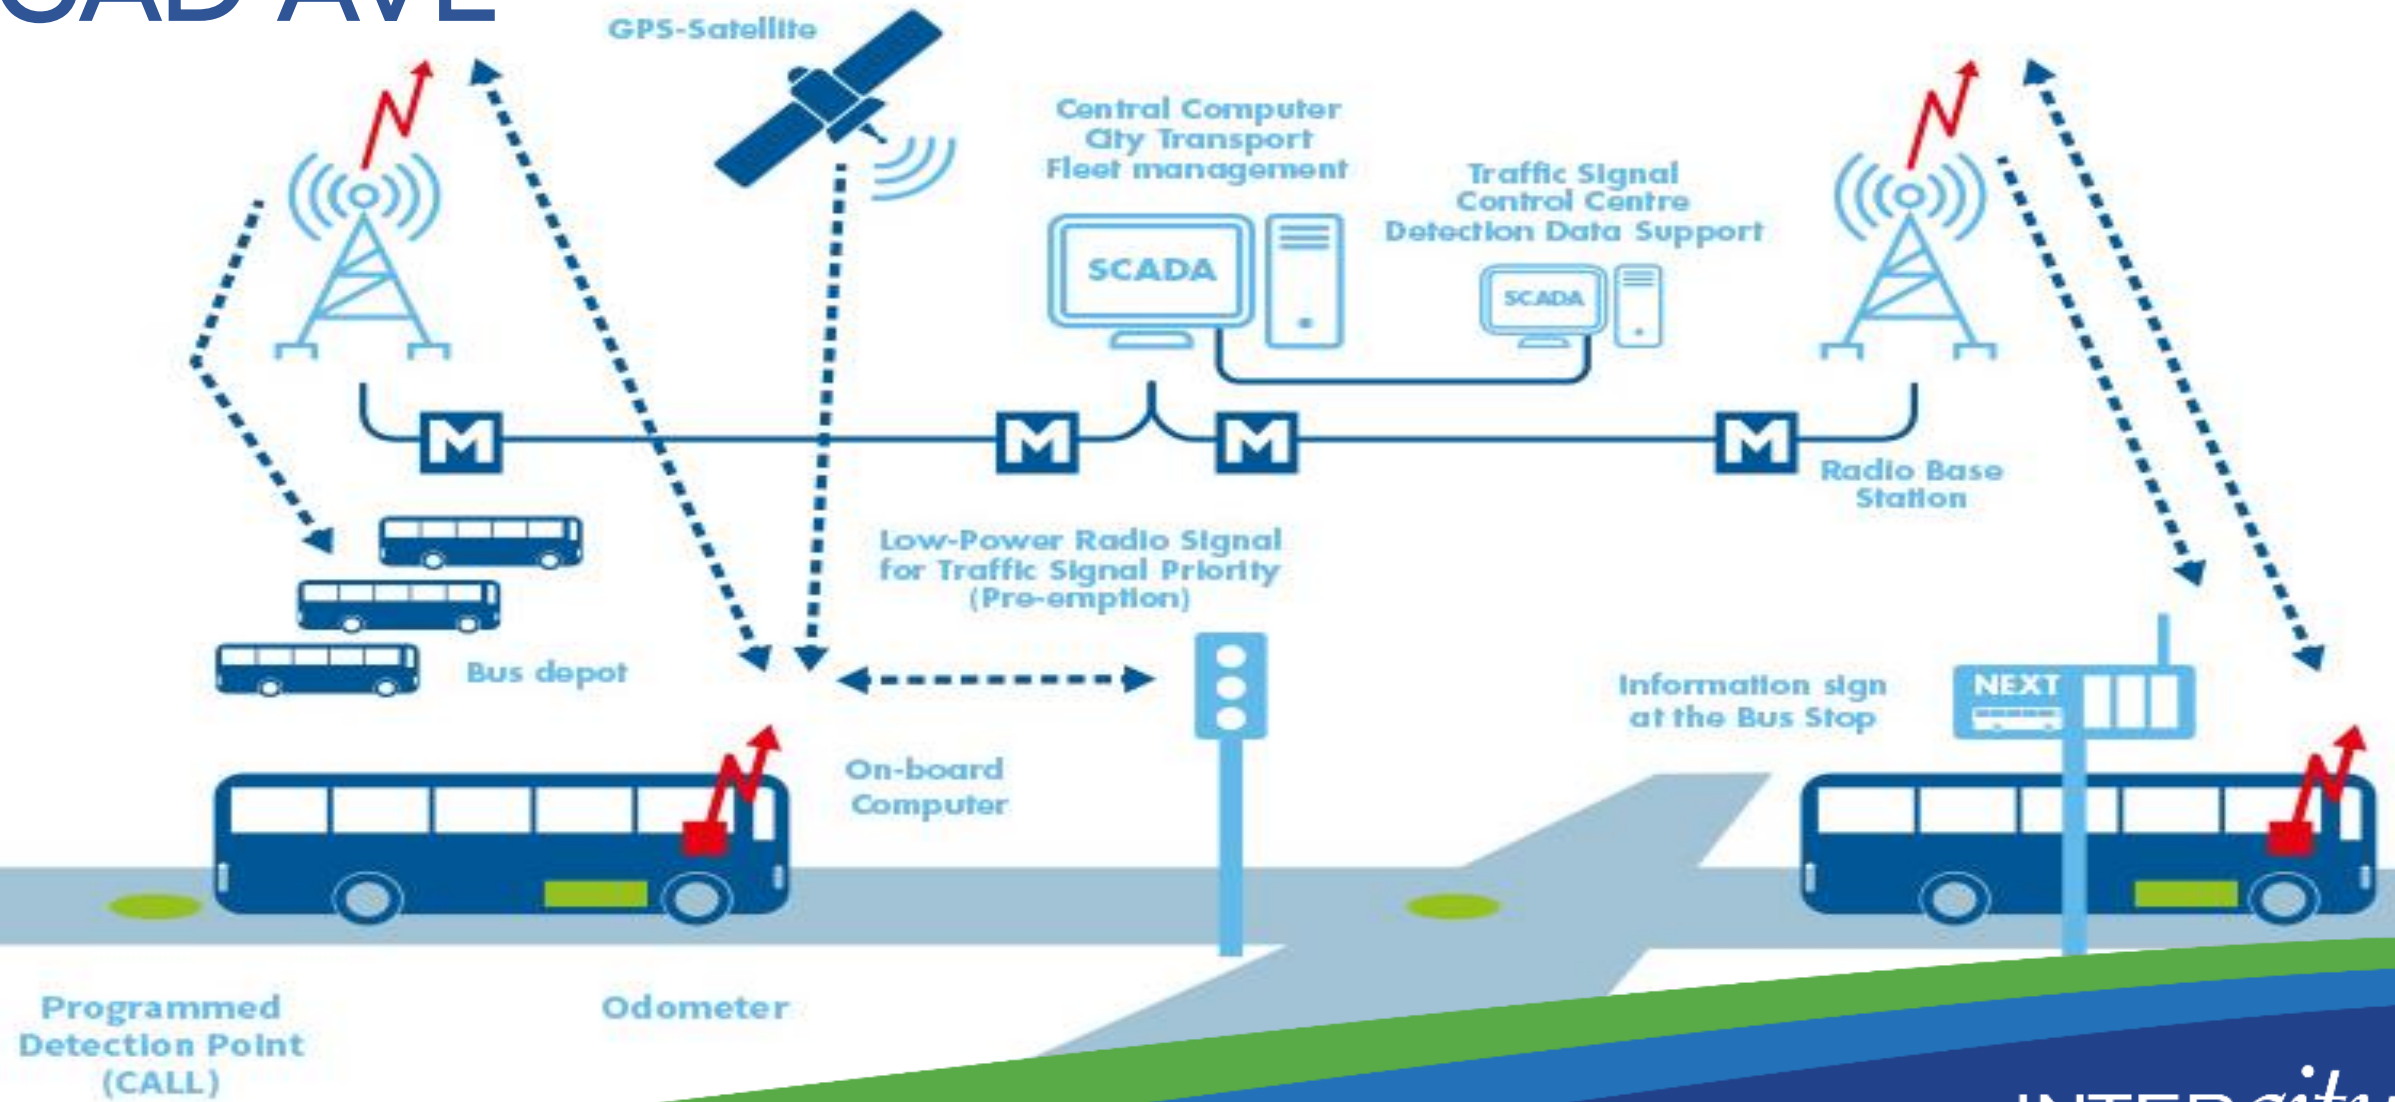 CAD AVL
GPS-Satellite
Central Computer
City Transport
Fleet management
Traffic Signal
Control Centre
Detection Data Support
SCADA
SCADA
M
M
M
M
Radio Base
Station
Low-Power Radio Signal
for Traffic Signal Priority
(Pre-emption)
Bus depot
Information sign
at the Bus Stop
NEXT
On-board
Computer
Programmed
Detection Point
(CALL)
Odometer